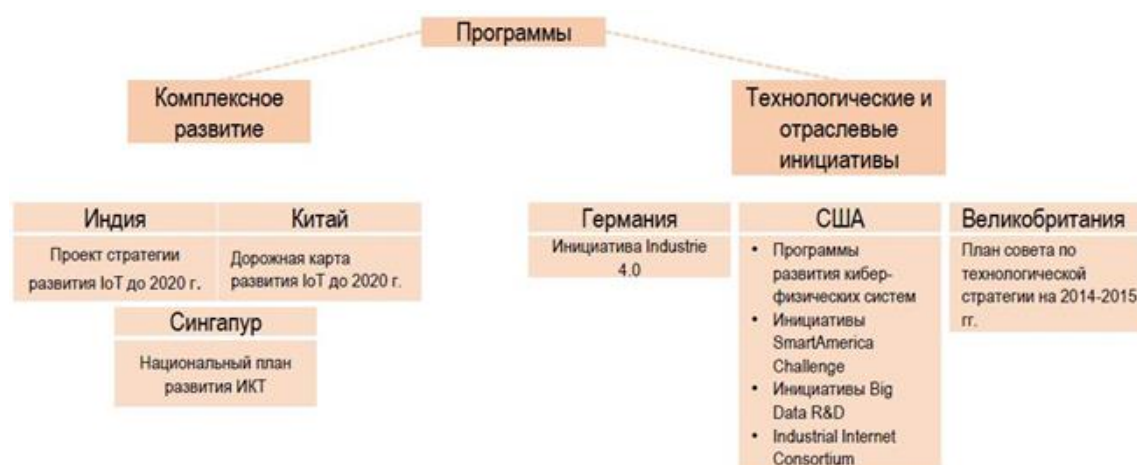 Программы
Комплексное
развитие
Технологические и
отраслевые
инициативы
Индия
Проект стратегии
развития IoT до 2020 г.
Китай
Дорожная карта
развития IoT до 2020 г.
Сингапур
Национальный план
развития ИКТ
Германия
Инициатива Industrie
4.0
США
• Программы
развития кибер-
физических систем
• Инициативы
SmartAmerica
Challenge
• Инициативы Big
Data R&D
• Industrial Internet
Consortium
Великобритания
План совета по
технологической
стратегии на 2014-2015
гг.